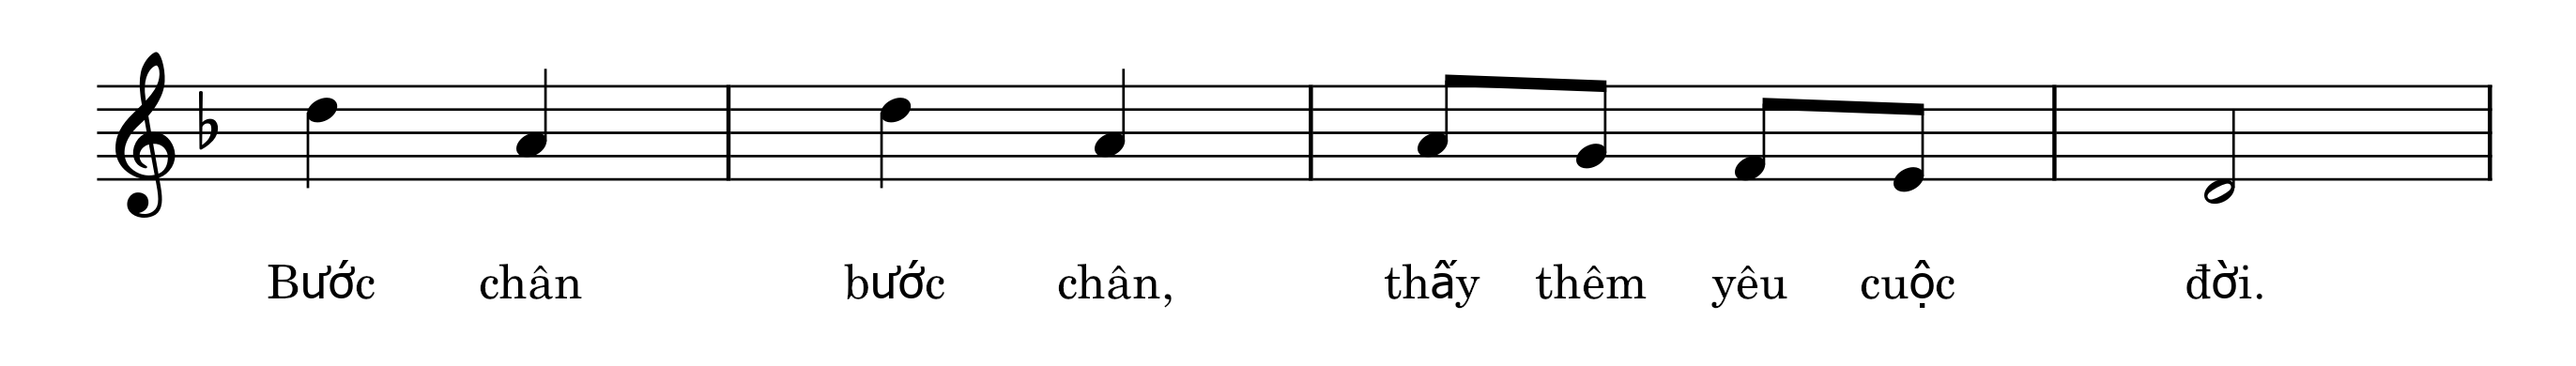 Bước chân bước chân, thấy thêm yêu cuộc đời.